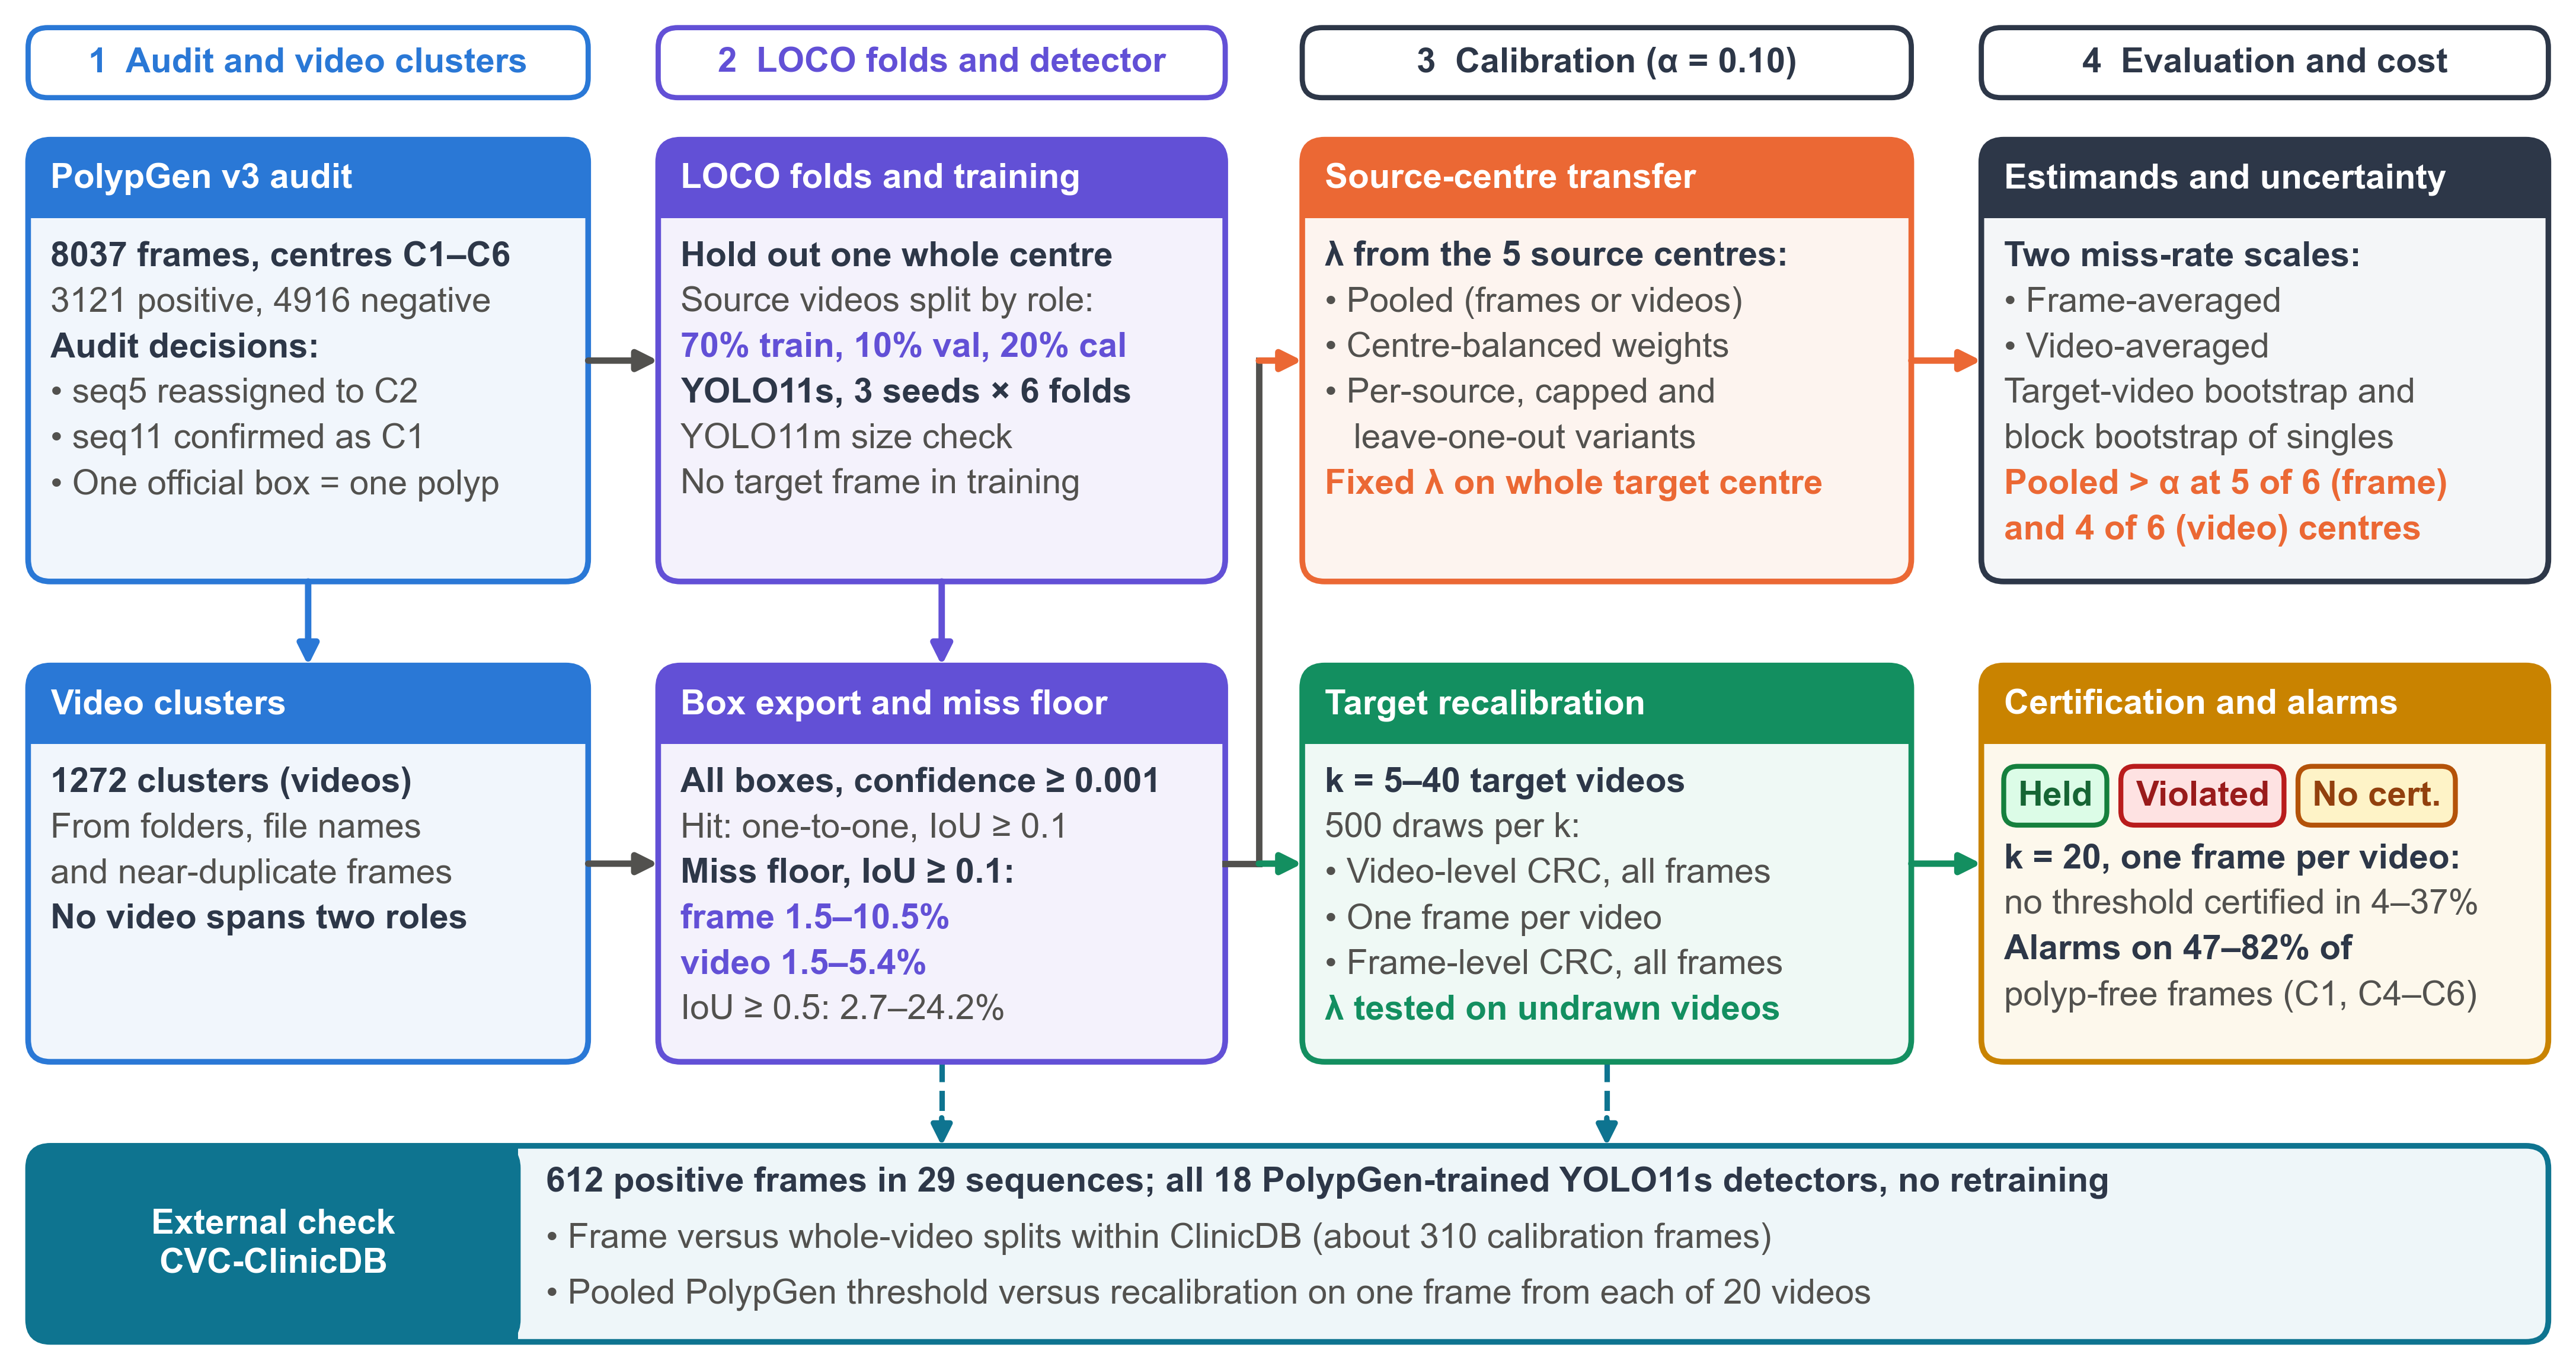 1 Audit and video clusters
2 LOCO folds and detector
3 Calibration (α = 0.10)
4 Evaluation and cost
PolypGen v3 audit
8037 frames, centres C1–C6
3121 positive, 4916 negative
Audit decisions:
• seq5 reassigned to C2
• seq11 confirmed as C1
• One official box = one polyp
LOCO folds and training
Hold out one whole centre
Source videos split by role:
70% train, 10% val, 20% cal
YOLO11s, 3 seeds × 6 folds
YOLO11m size check
No target frame in training
Source-centre transfer
λ from the 5 source centres:
• Pooled (frames or videos)
• Centre-balanced weights
• Per-source, capped and
leave-one-out variants
Fixed λ on whole target centre
Estimands and uncertainty
Two miss-rate scales:
• Frame-averaged
• Video-averaged
Target-video bootstrap and
block bootstrap of singles
Pooled > α at 5 of 6 (frame)
and 4 of 6 (video) centres
Video clusters
1272 clusters (videos)
From folders, file names
and near-duplicate frames
No video spans two roles
Box export and miss floor
All boxes, confidence ≥ 0.001
Hit: one-to-one, IoU ≥ 0.1
Miss floor, IoU ≥ 0.1:
frame 1.5–10.5%
video 1.5–5.4%
IoU ≥ 0.5: 2.7–24.2%
Target recalibration
k = 5–40 target videos
500 draws per k:
• Video-level CRC, all frames
• One frame per video
• Frame-level CRC, all frames
λ tested on undrawn videos
Certification and alarms
Held Violated No cert.
k = 20, one frame per video:
no threshold certified in 4–37%
Alarms on 47–82% of
polyp-free frames (C1, C4–C6)
External check
CVC-ClinicDB
612 positive frames in 29 sequences; all 18 PolypGen-trained YOLO11s detectors, no retraining
• Frame versus whole-video splits within ClinicDB (about 310 calibration frames)
• Pooled PolypGen threshold versus recalibration on one frame from each of 20 videos